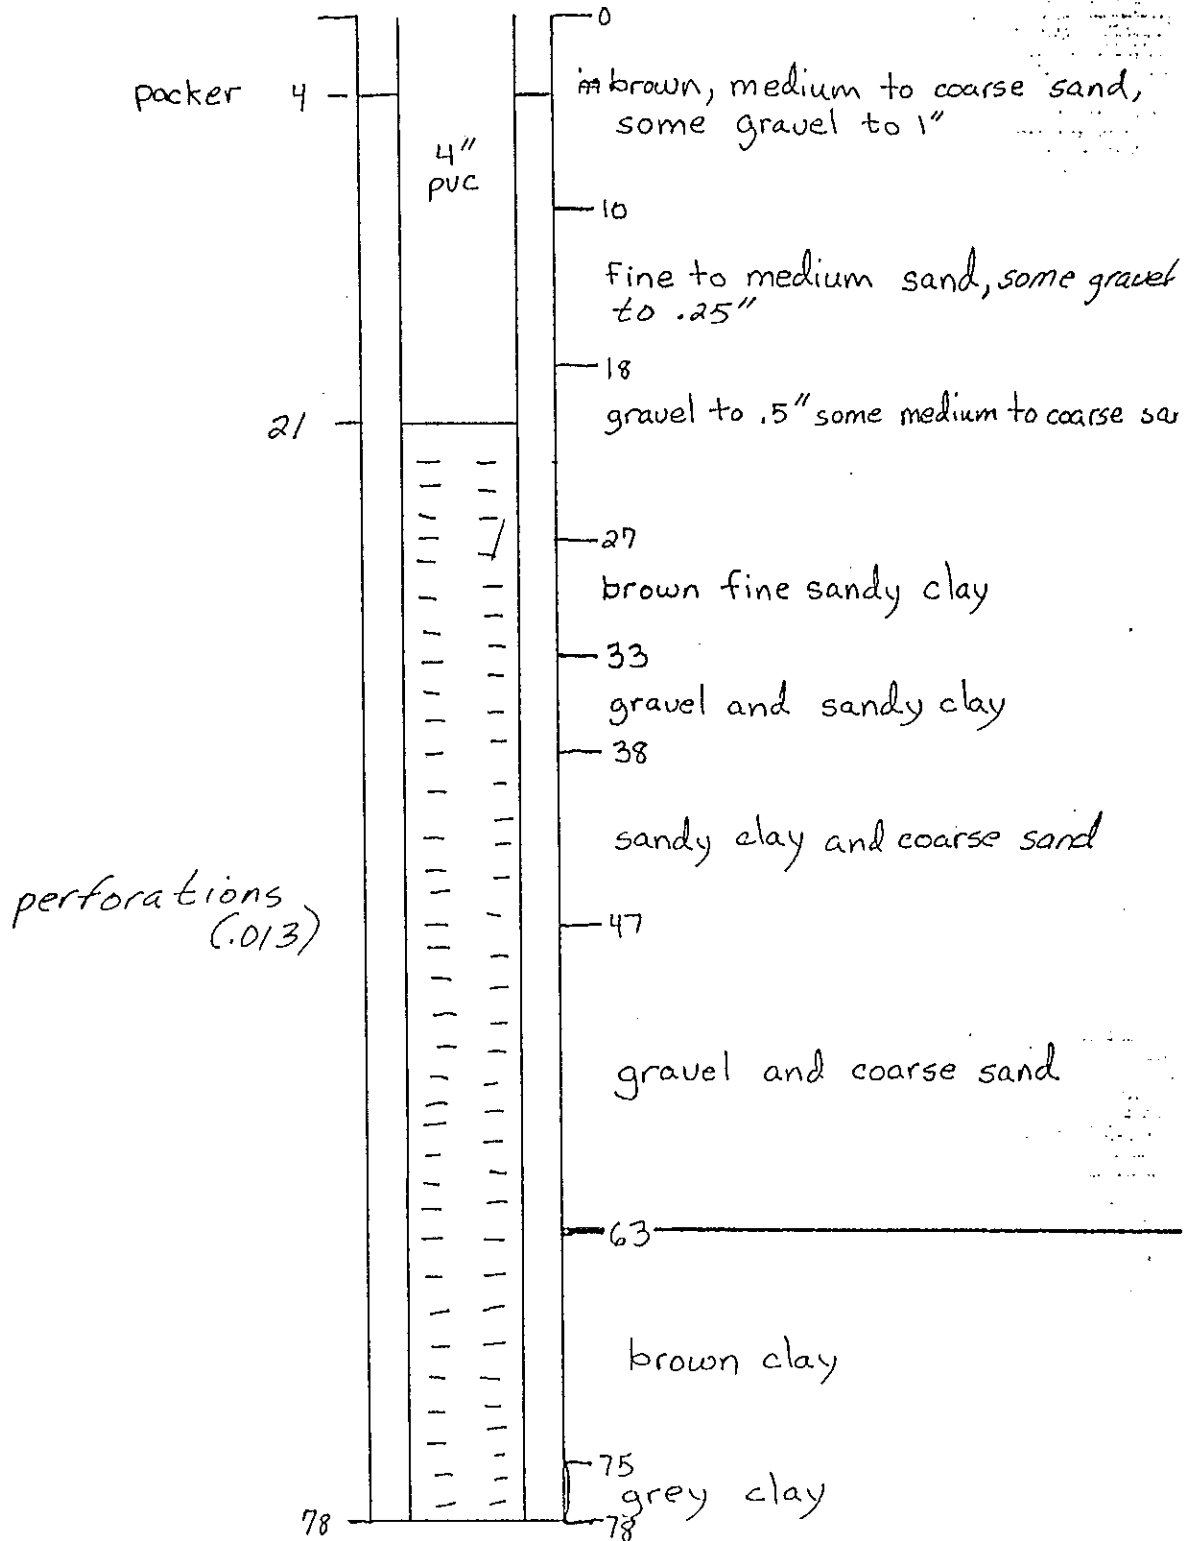 0
packer 4
brown, medium to coarse sand,
some gravel to 1"
4"
PVC
10
fine to medium sand, some gravel
to .25"
18
21
gravel to .5" some medium to coarse
27
brown fine sandy clay
33
gravel and sandy clay
38
sandy clay and coarse sand
perforations
(.013)
47
gravel and coarse sand
63
brown clay
75
grey clay
78
78